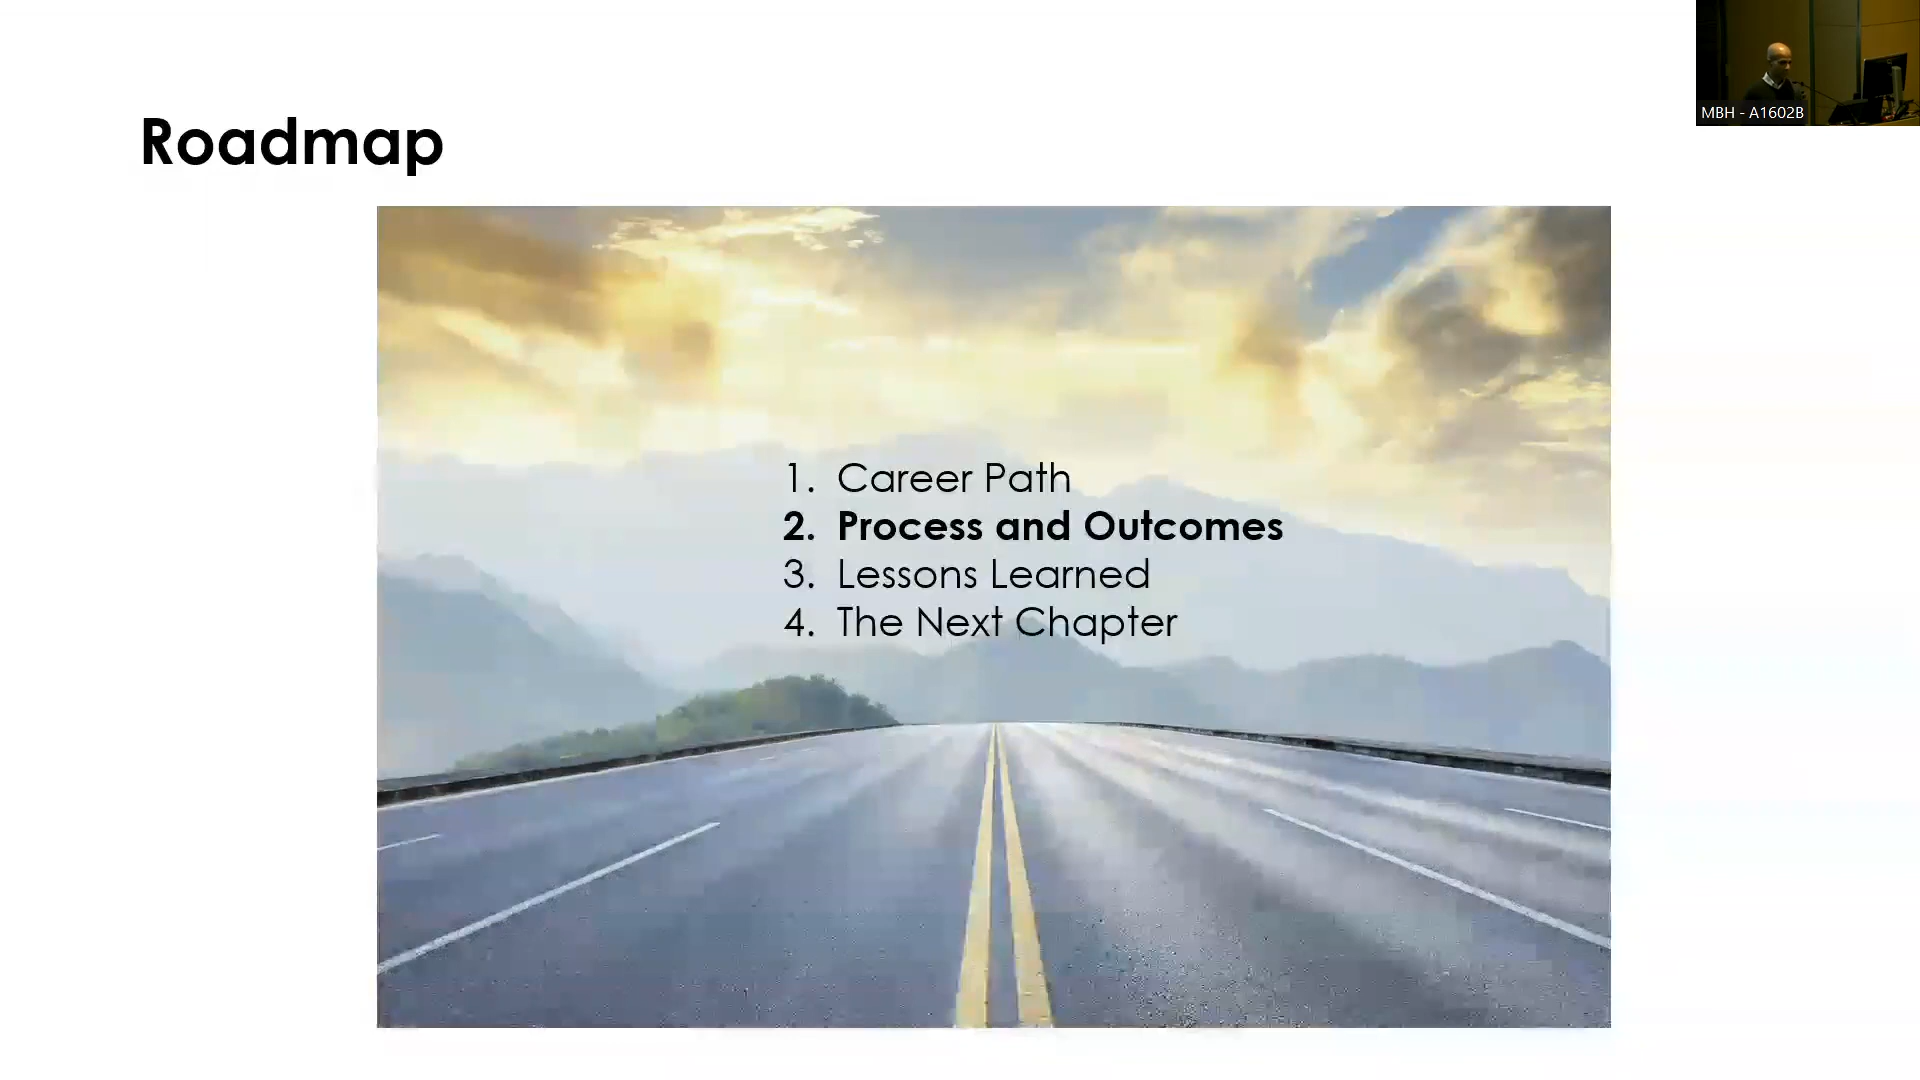 Roadmap
MBH - A1602B
1. Career Path
2. Process and Outcomes
3. Lessons Learned
4. The Next Chapter